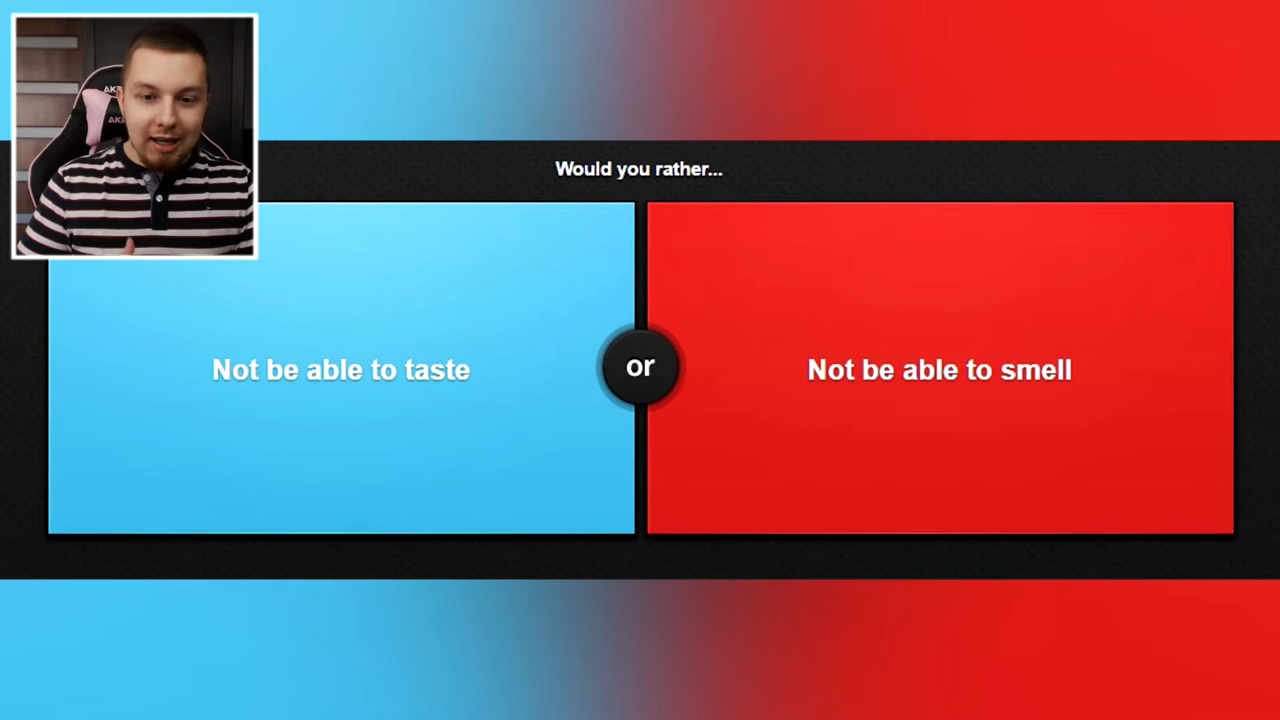 Would you rather...
Not be able to taste
or
Not be able to smell